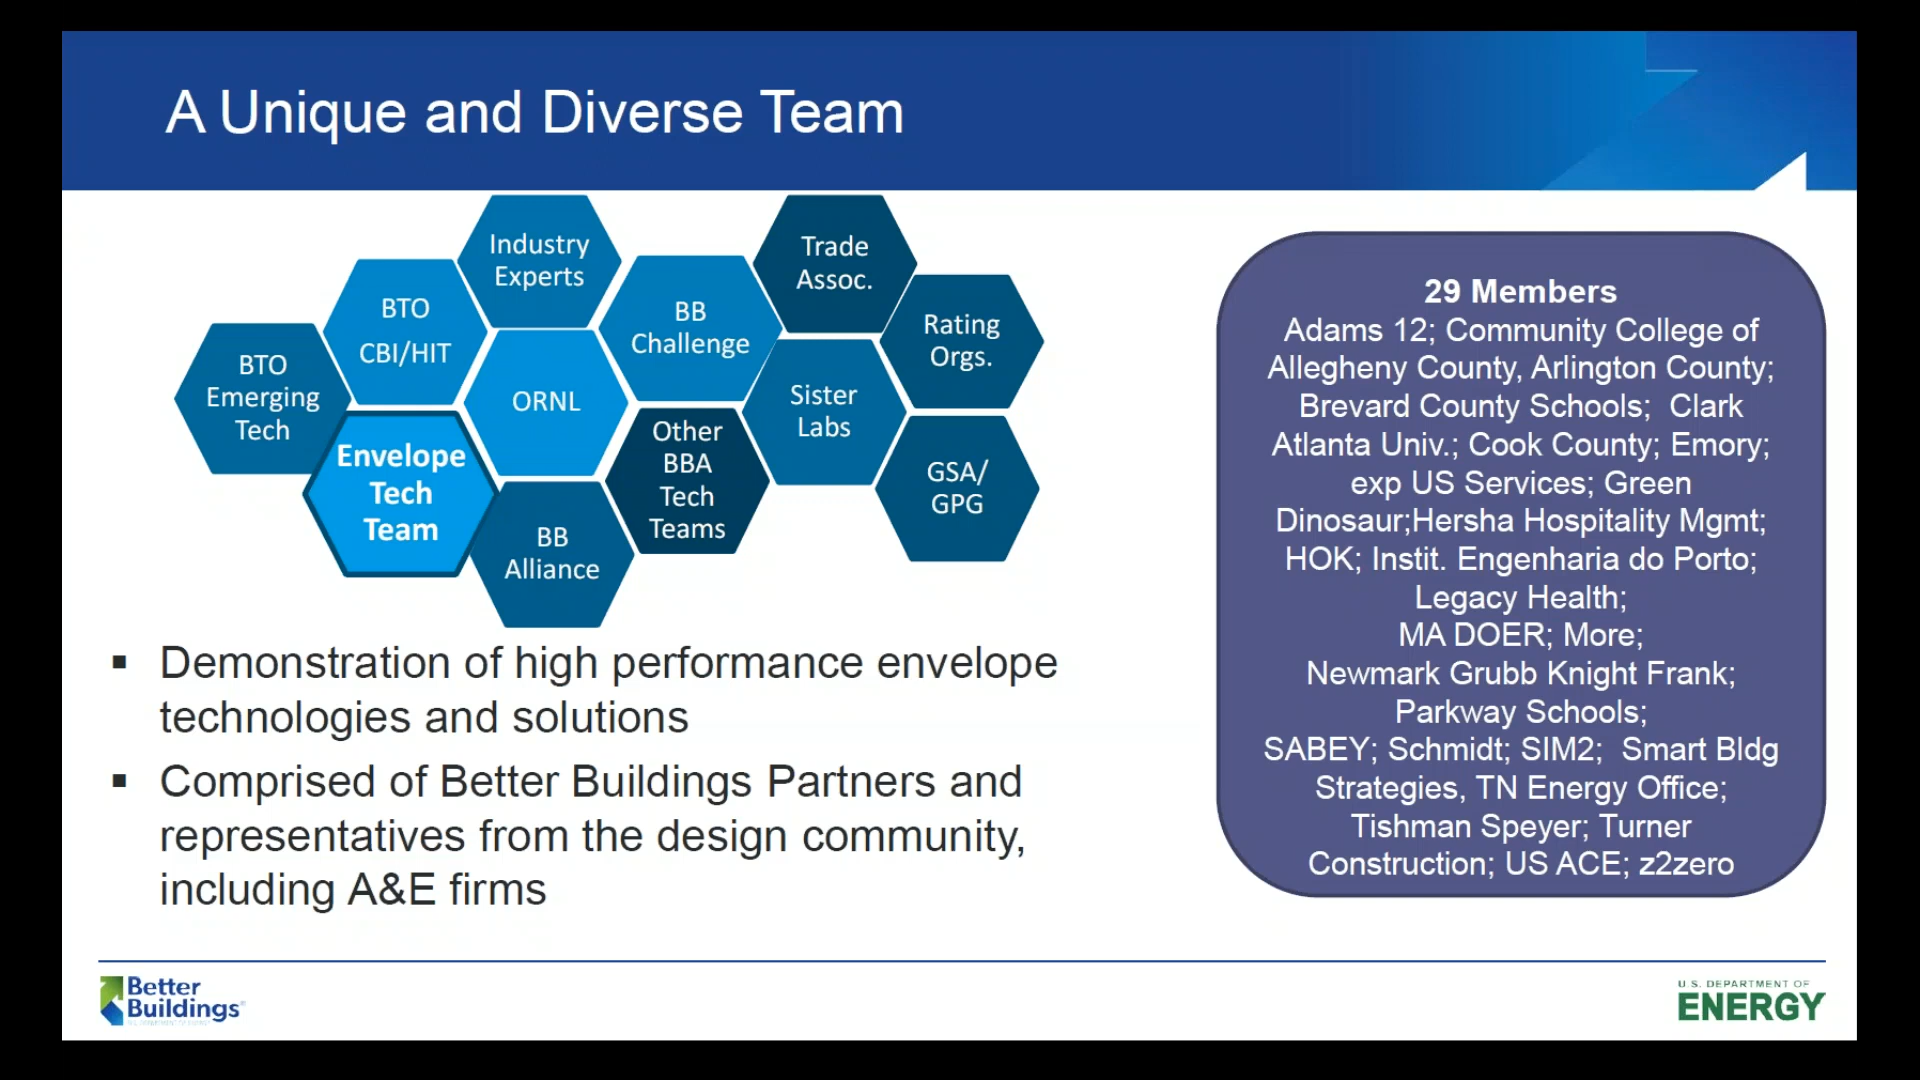 A Unique and Diverse Team
Industry
Experts
Trade
Assoc.
BTO
CBI/HIT
BB
Challenge
Rating
Orgs.
BTO
Emerging
Tech
ORNL
Sister
Labs
Envelope
Tech
Team
Other
BBA
Tech
Teams
GSA/
GPG
BB
Alliance
▪ Demonstration of high performance envelope
technologies and solutions
▪ Comprised of Better Buildings Partners and
representatives from the design community,
including A&E firms
29 Members
Adams 12; Community College of
Allegheny County, Arlington County;
Brevard County Schools; Clark
Atlanta Univ.; Cook County; Emory;
exp US Services; Green
Dinosaur;Hersha Hospitality Mgmt;
HOK; Instit. Engenharia do Porto;
Legacy Health;
MA DOER; More;
Newmark Grubb Knight Frank;
Parkway Schools;
SABEY; Schmidt; SIM2; Smart Bldg
Strategies, TN Energy Office;
Tishman Speyer; Turner
Construction; US ACE; z2zero
Better
Buildings
U.S. DEPARTMENT OF
ENERGY